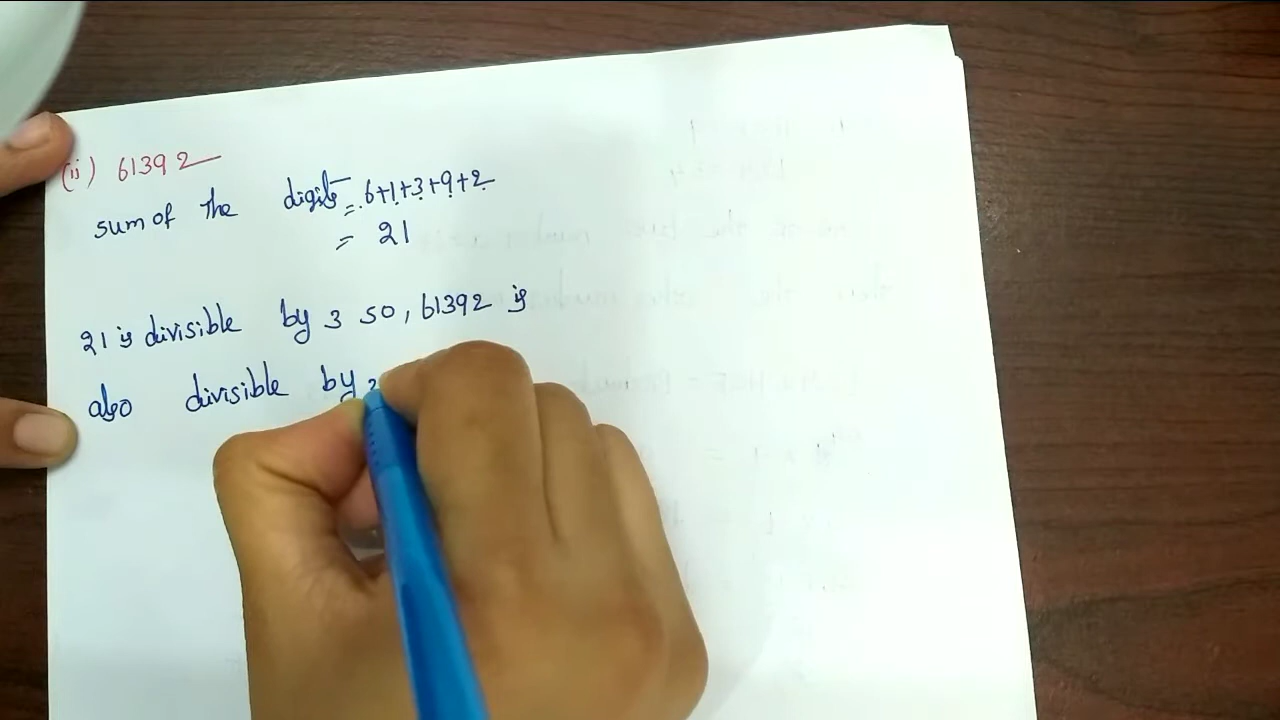 (ii) 61392
sum of the digits = 6+1+3+9+2
= 21
21 is divisible by 3 so, 61392 is
also divisible by